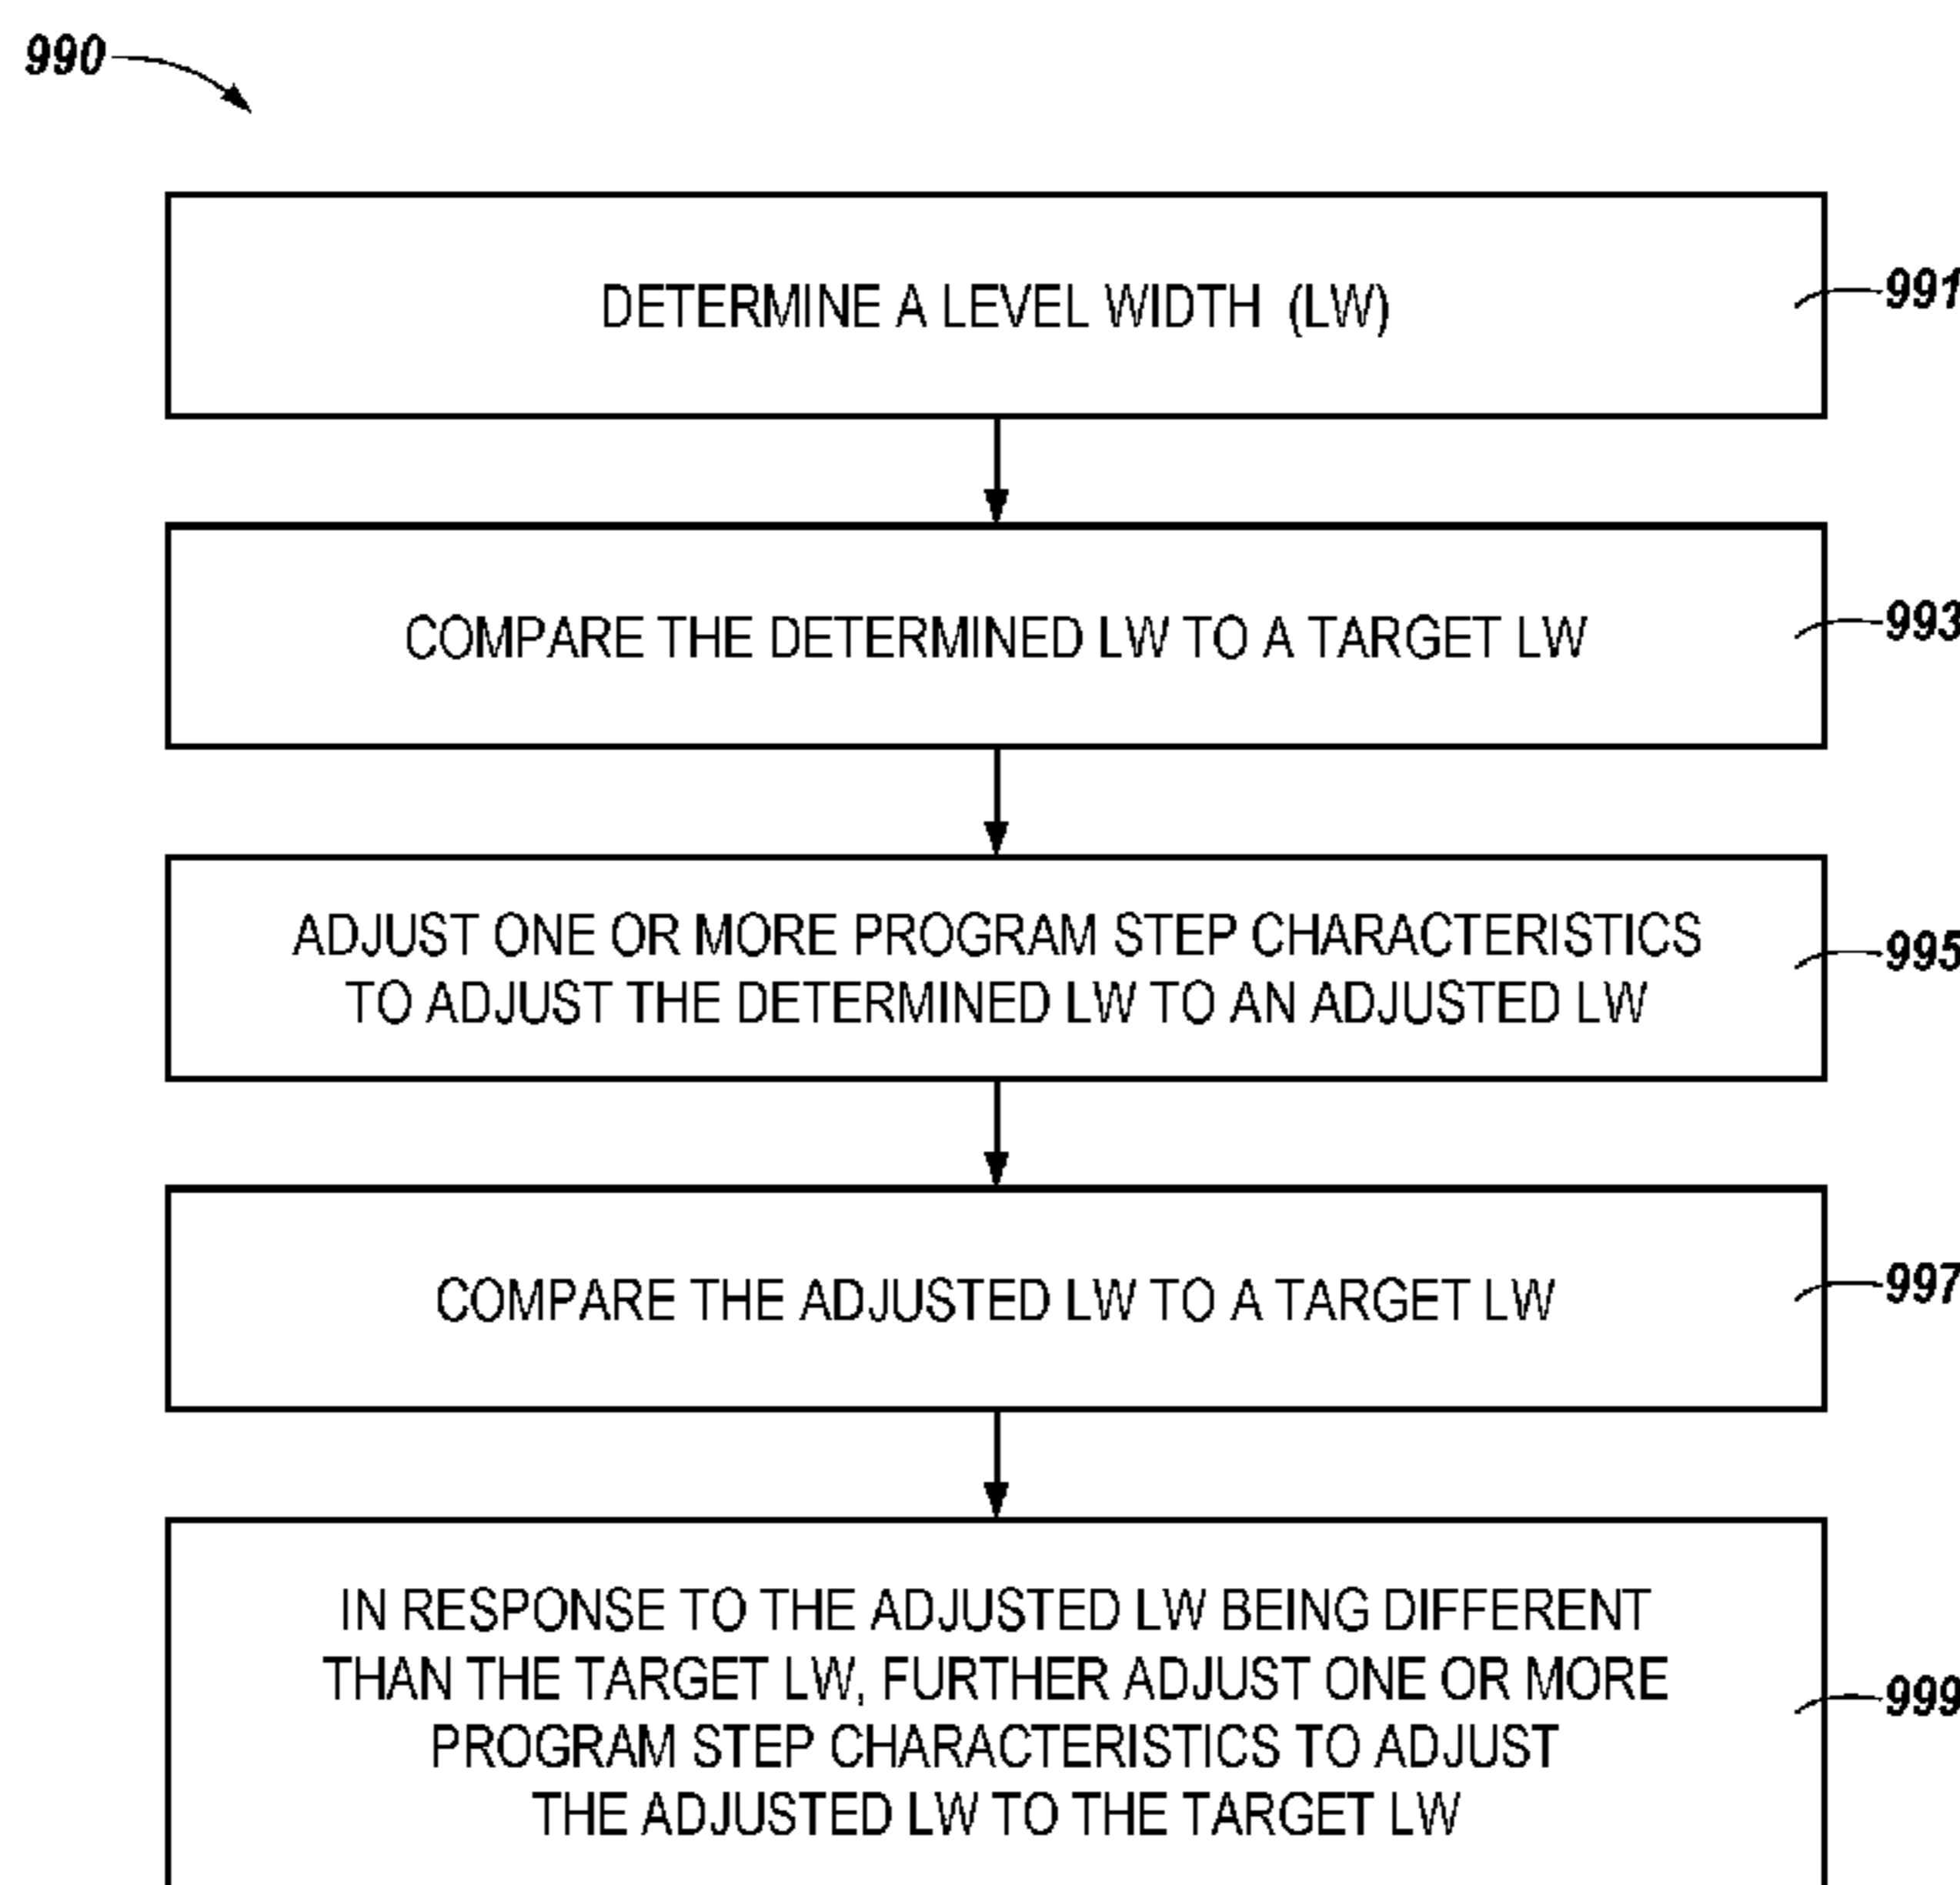 990
DETERMINE A LEVEL WIDTH (LW)
991
COMPARE THE DETERMINED LW TO A TARGET LW
993
ADJUST ONE OR MORE PROGRAM STEP CHARACTERISTICS
TO ADJUST THE DETERMINED LW TO AN ADJUSTED LW
995
COMPARE THE ADJUSTED LW TO A TARGET LW
997
IN RESPONSE TO THE ADJUSTED LW BEING DIFFERENT
THAN THE TARGET LW, FURTHER ADJUST ONE OR MORE
PROGRAM STEP CHARACTERISTICS TO ADJUST
THE ADJUSTED LW TO THE TARGET LW
999